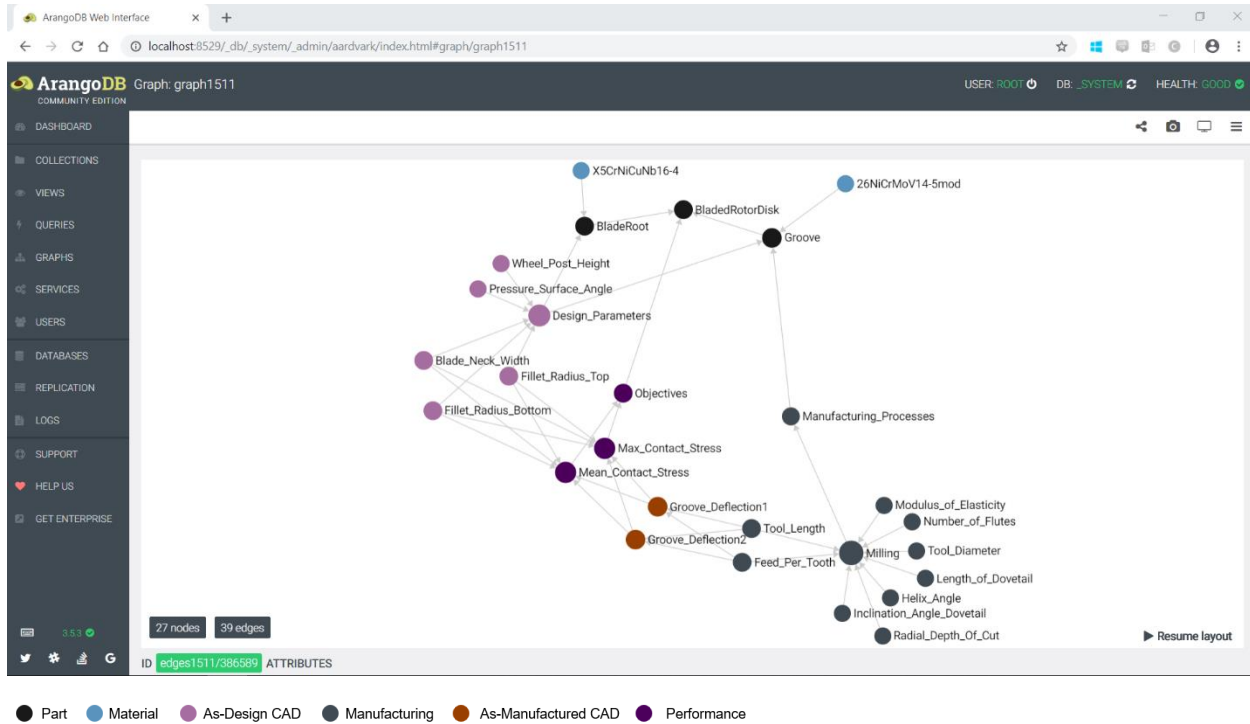 ArangoDB Web Interface
localhost:8529/_db/_system/_admin/aardvark/index.html#graph/graph1511
ArangoDB
COMMUNITY EDITION
Graph: graph1511
USER: ROOT
DB: _SYSTEM
HEALTH: GOOD
DASHBOARD
COLLECTIONS
VIEWS
QUERIES
GRAPHS
SERVICES
USERS
DATABASES
REPLICATION
LOGS
SUPPORT
HELP US
GET ENTERPRISE
3.5.3
X5CrNiCuNb16-4
26NiCrMoV14-5mod
BladedRotorDisk
BladeRoot
Groove
Wheel_Post_Height
Pressure_Surface_Angle
Design_Parameters
Blade_Neck_Width
Fillet_Radius_Top
Objectives
Fillet_Radius_Bottom
Manufacturing_Processes
Max_Contact_Stress
Mean_Contact_Stress
Groove_Deflection1
Modulus_of_Elasticity
Number_of_Flutes
Tool_Length
Groove_Deflection2
Milling
Tool_Diameter
Feed_Per_Tooth
Length_of_Dovetail
Helix_Angle
Inclination_Angle_Dovetail
Radial_Depth_Of_Cut
27 nodes
39 edges
Resume layout
ID edges1511/386589 ATTRIBUTES
Part Material As-Design CAD Manufacturing As-Manufactured CAD Performance